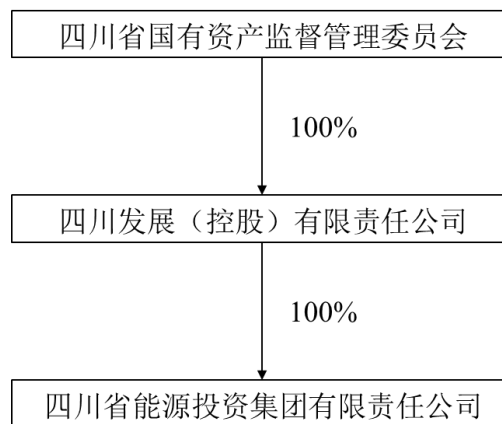 四川省国有资产监督管理委员会
100%
四川发展（控股）有限责任公司
100%
四川省能源投资集团有限责任公司